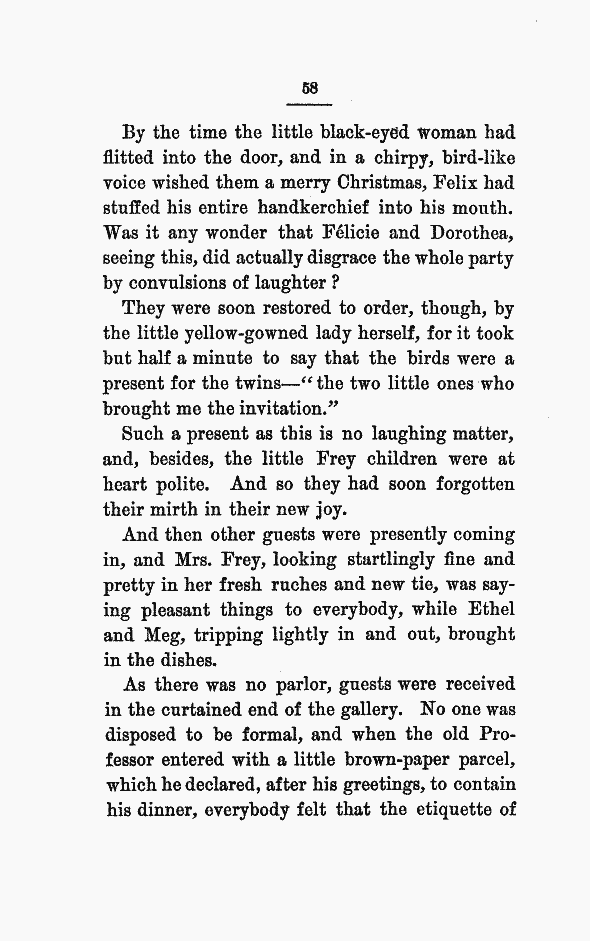 58
By the time the little black-eyed woman had
flitted into the door, and in a chirpy, bird-like
voice wished them a merry Christmas, Felix had
stuffed his entire handkerchief into his mouth.
Was it any wonder that Félicie and Dorothea,
seeing this, did actually disgrace the whole party
by convulsions of laughter ?
They were soon restored to order, though, by
the little yellow-gowned lady herself, for it took
but half a minute to say that the birds were a
present for the twins—“the two little ones who
brought me the invitation.”
Such a present as this is no laughing matter,
and, besides, the little Frey children were at
heart polite. And so they had soon forgotten
their mirth in their new joy.
And then other guests were presently coming
in, and Mrs. Frey, looking startlingly fine and
pretty in her fresh ruches and new tie, was say-
ing pleasant things to everybody, while Ethel
and Meg, tripping lightly in and out, brought
in the dishes.
As there was no parlor, guests were received
in the curtained end of the gallery. No one was
disposed to be formal, and when the old Pro-
fessor entered with a little brown-paper parcel,
which he declared, after his greetings, to contain
his dinner, everybody felt that the etiquette of